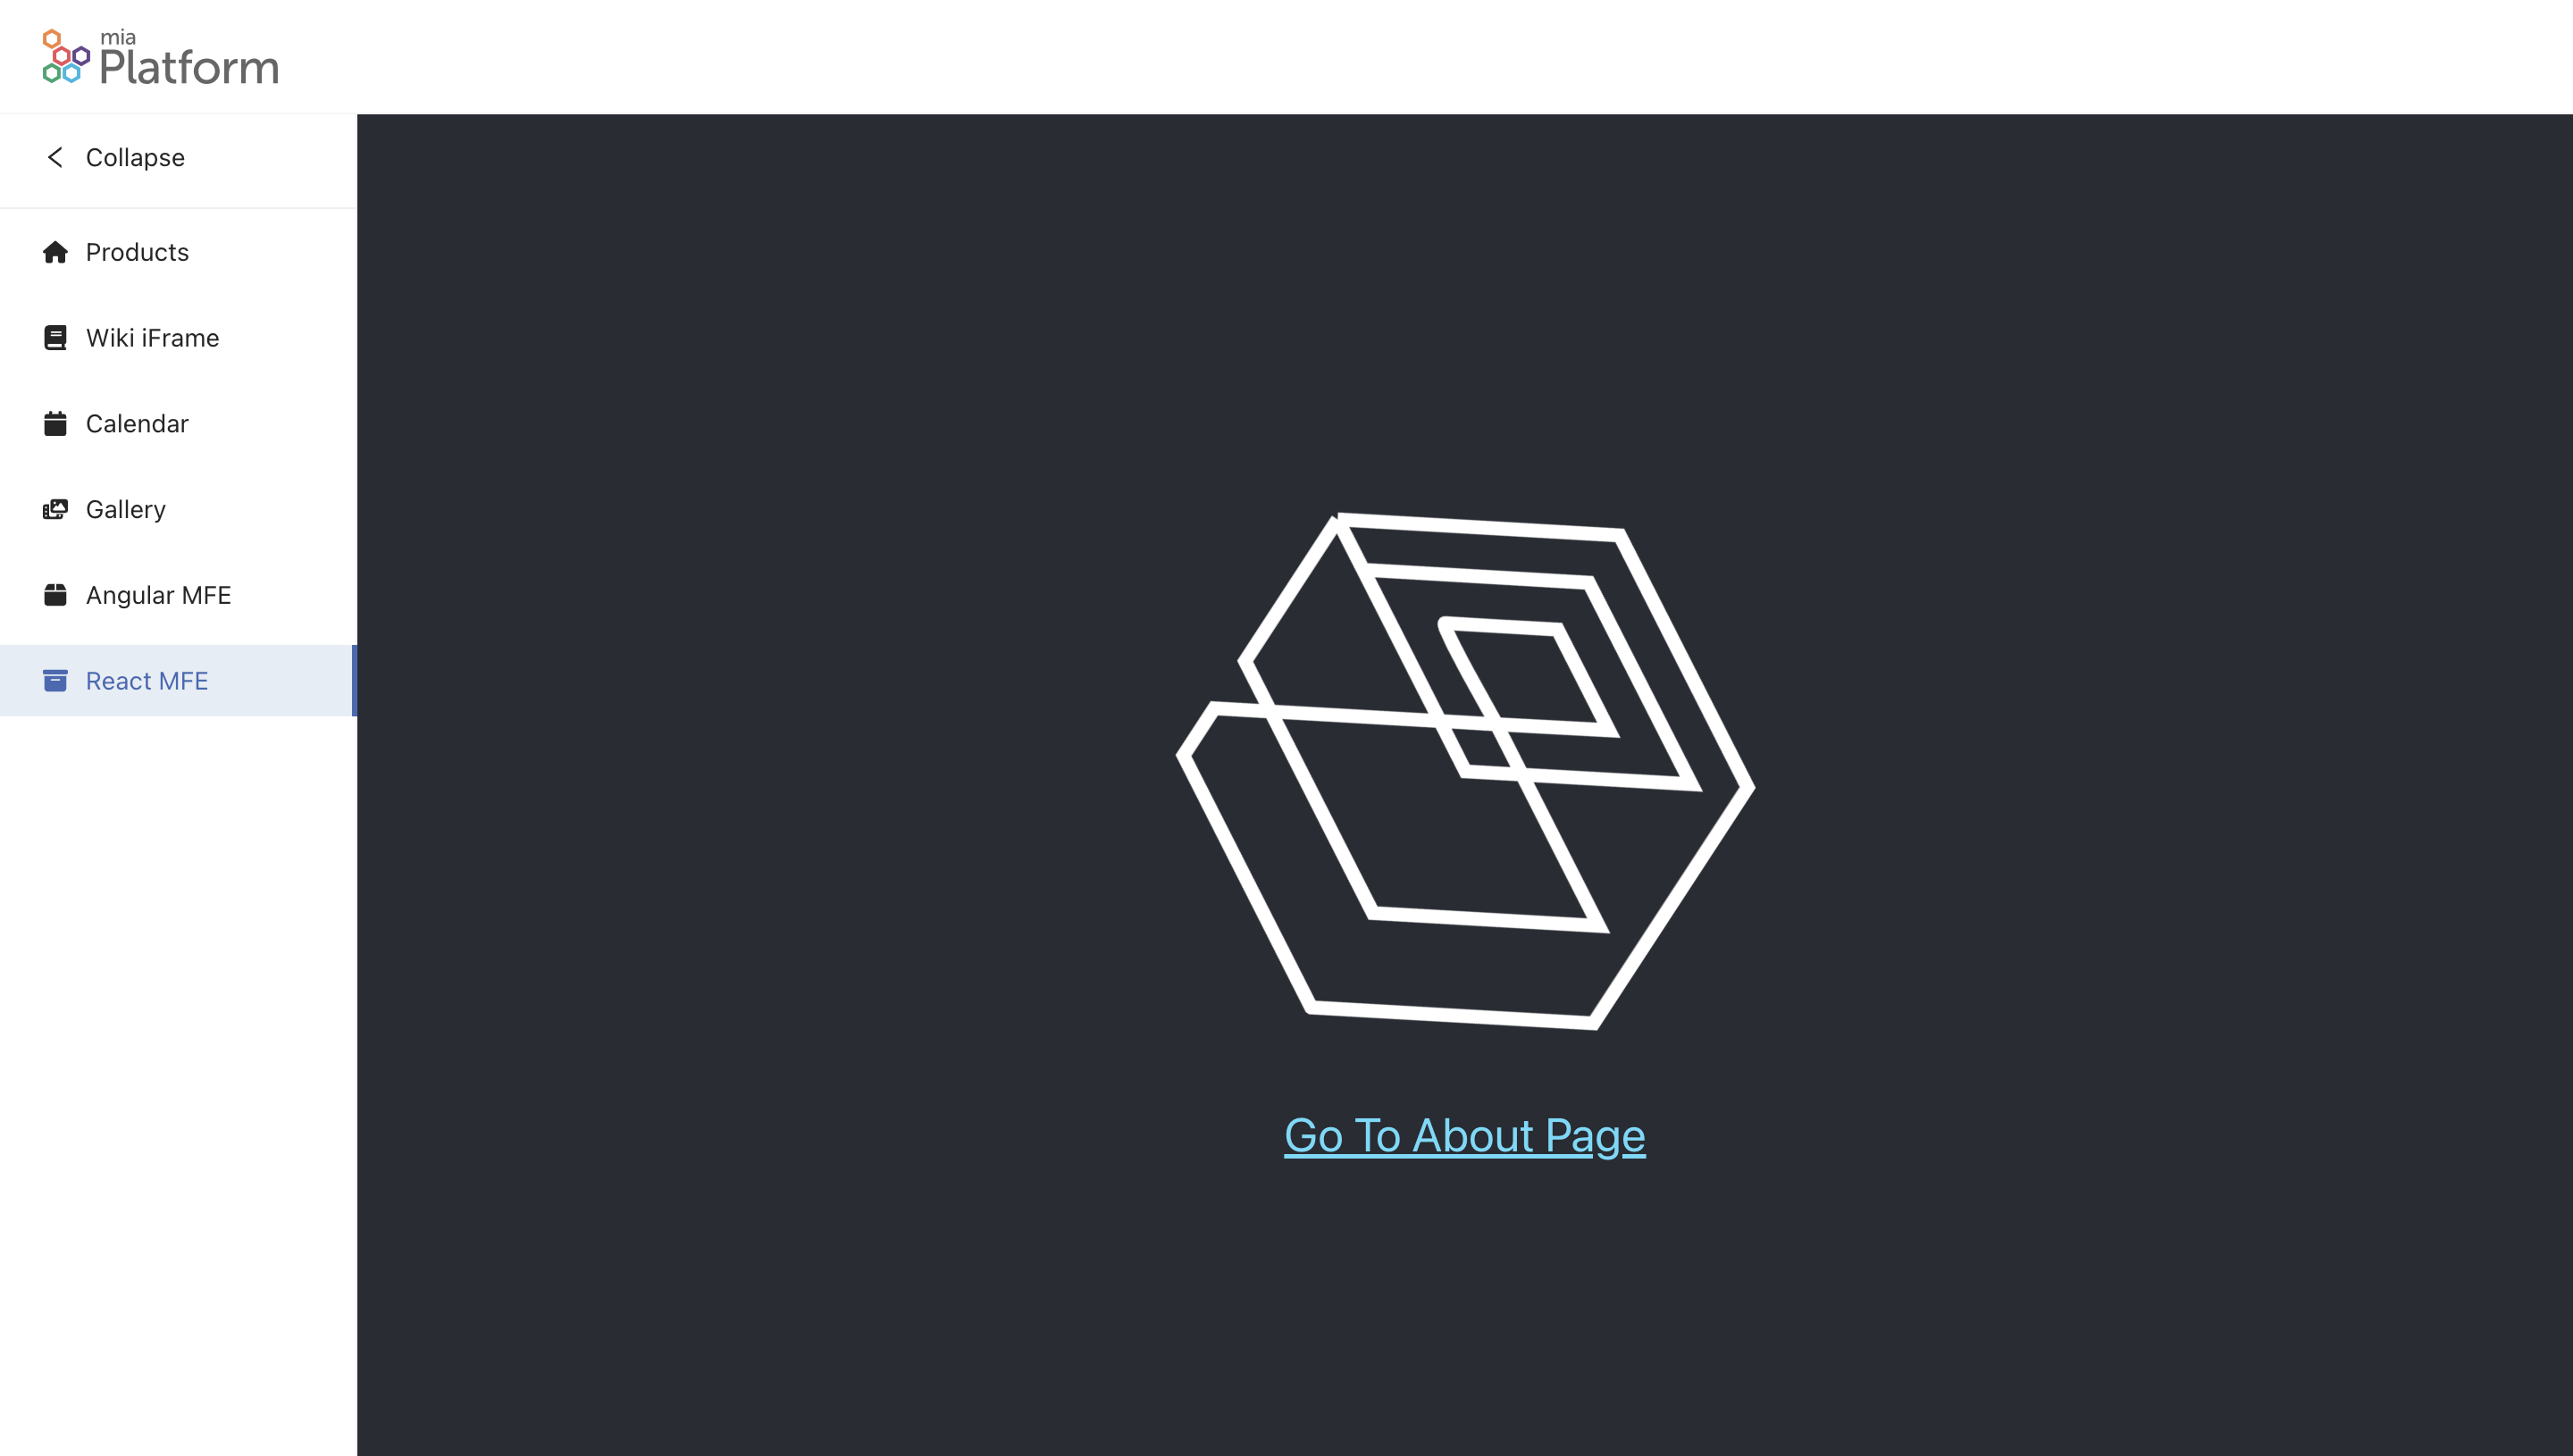 mia
Platform
Collapse
Products
Wiki iFrame
Calendar
Gallery
Angular MFE
React MFE
Go To About Page